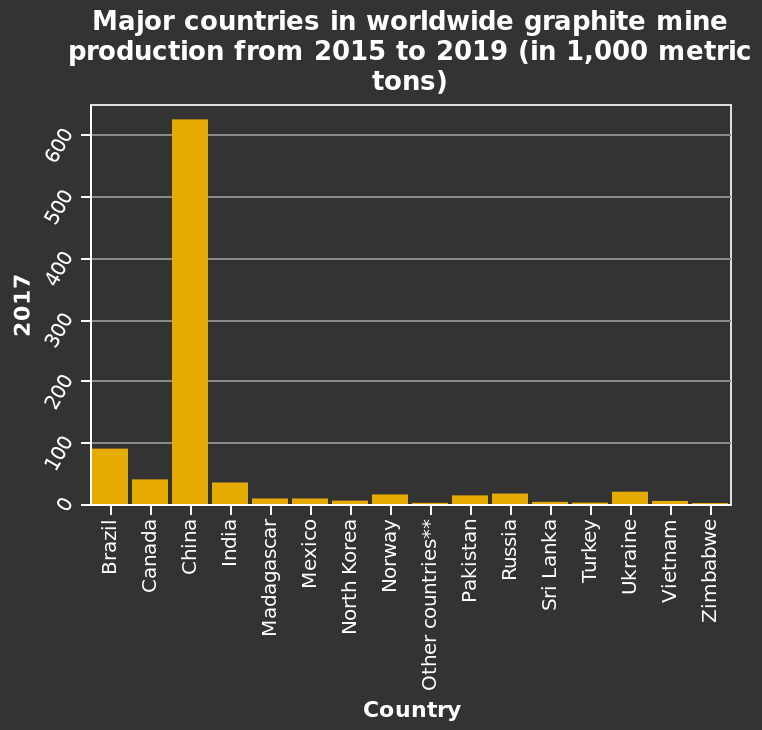 Major countries in worldwide graphite mine
production from 2015 to 2019 (in 1,000 metric
tons)
2017
600
500
400
300
200
100
0
Brazil
Canada
China
India
Madagascar
Mexico
North Korea
Norway
Other countries**
Pakistan
Russia
Sri Lanka
Turkey
Ukraine
Vietnam
Zimbabwe
Country